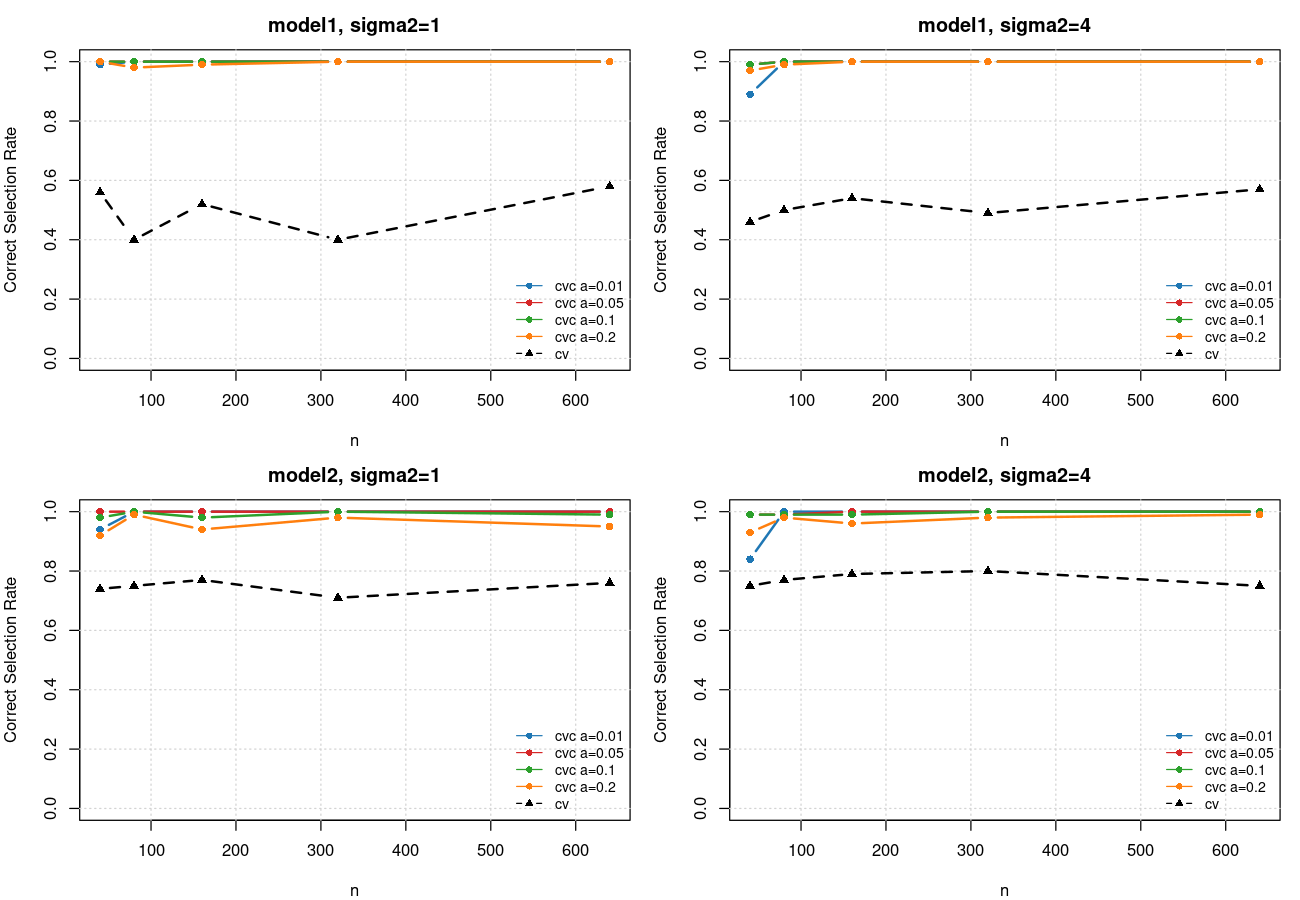 model1, sigma2=1
Correct Selection Rate
1.0
0.8
0.6
0.4
0.2
0.0
cvc a=0.01
cvc a=0.05
cvc a=0.1
cvc a=0.2
cv
100 200 300 400 500 600
n
model1, sigma2=4
Correct Selection Rate
1.0
0.8
0.6
0.4
0.2
0.0
cvc a=0.01
cvc a=0.05
cvc a=0.1
cvc a=0.2
cv
100 200 300 400 500 600
n
model2, sigma2=1
Correct Selection Rate
1.0
0.8
0.6
0.4
0.2
0.0
cvc a=0.01
cvc a=0.05
cvc a=0.1
cvc a=0.2
cv
100 200 300 400 500 600
n
model2, sigma2=4
Correct Selection Rate
1.0
0.8
0.6
0.4
0.2
0.0
cvc a=0.01
cvc a=0.05
cvc a=0.1
cvc a=0.2
cv
100 200 300 400 500 600
n